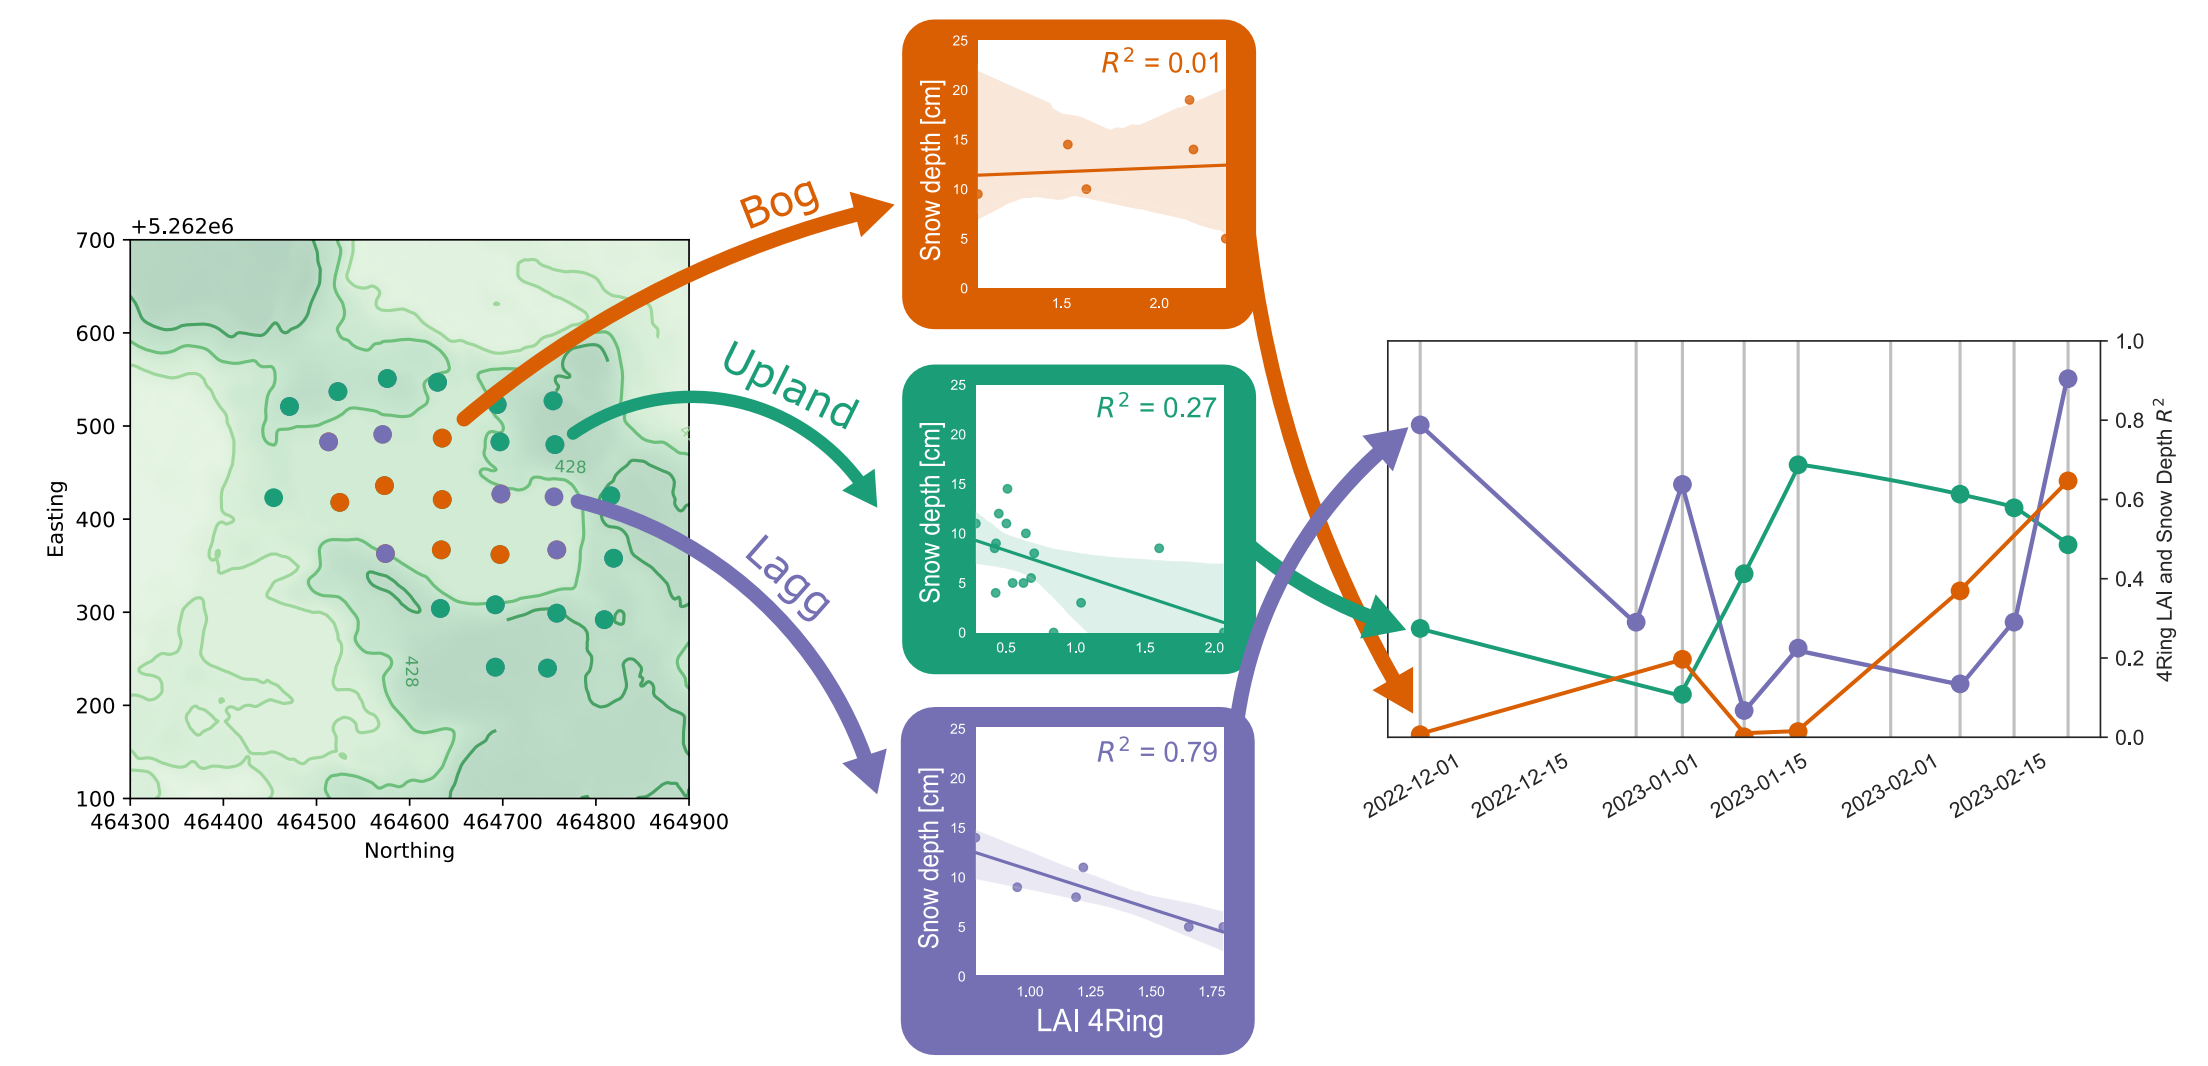 +5.262e6
700
600
500
400
300
200
100
Easting
464300 464400 464500 464600 464700 464800 464900
Northing
428
428
Bog
Upland
Lagg
R² = 0.01
Snow depth [cm]
25
20
15
10
5
0
1.5 2.0
R² = 0.27
Snow depth [cm]
25
20
15
10
5
0
0.5 1.0 1.5 2.0
R² = 0.79
Snow depth [cm]
25
20
15
10
5
0
1.00 1.25 1.50 1.75
LAI 4Ring
1.0
0.8
0.6
0.4
0.2
0.0
4Ring LAI and Snow Depth R²
2022-12-01
2022-12-15
2023-01-01
2023-01-15
2023-02-01
2023-02-15